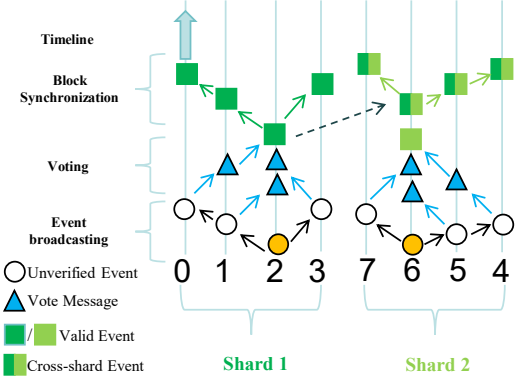 Timeline
Block
Synchronization
Voting
Event
broadcasting
0 1 2 3 7 6 5 4
Unverified Event
Vote Message
/ Valid Event
Cross-shard Event
Shard 1 Shard 2